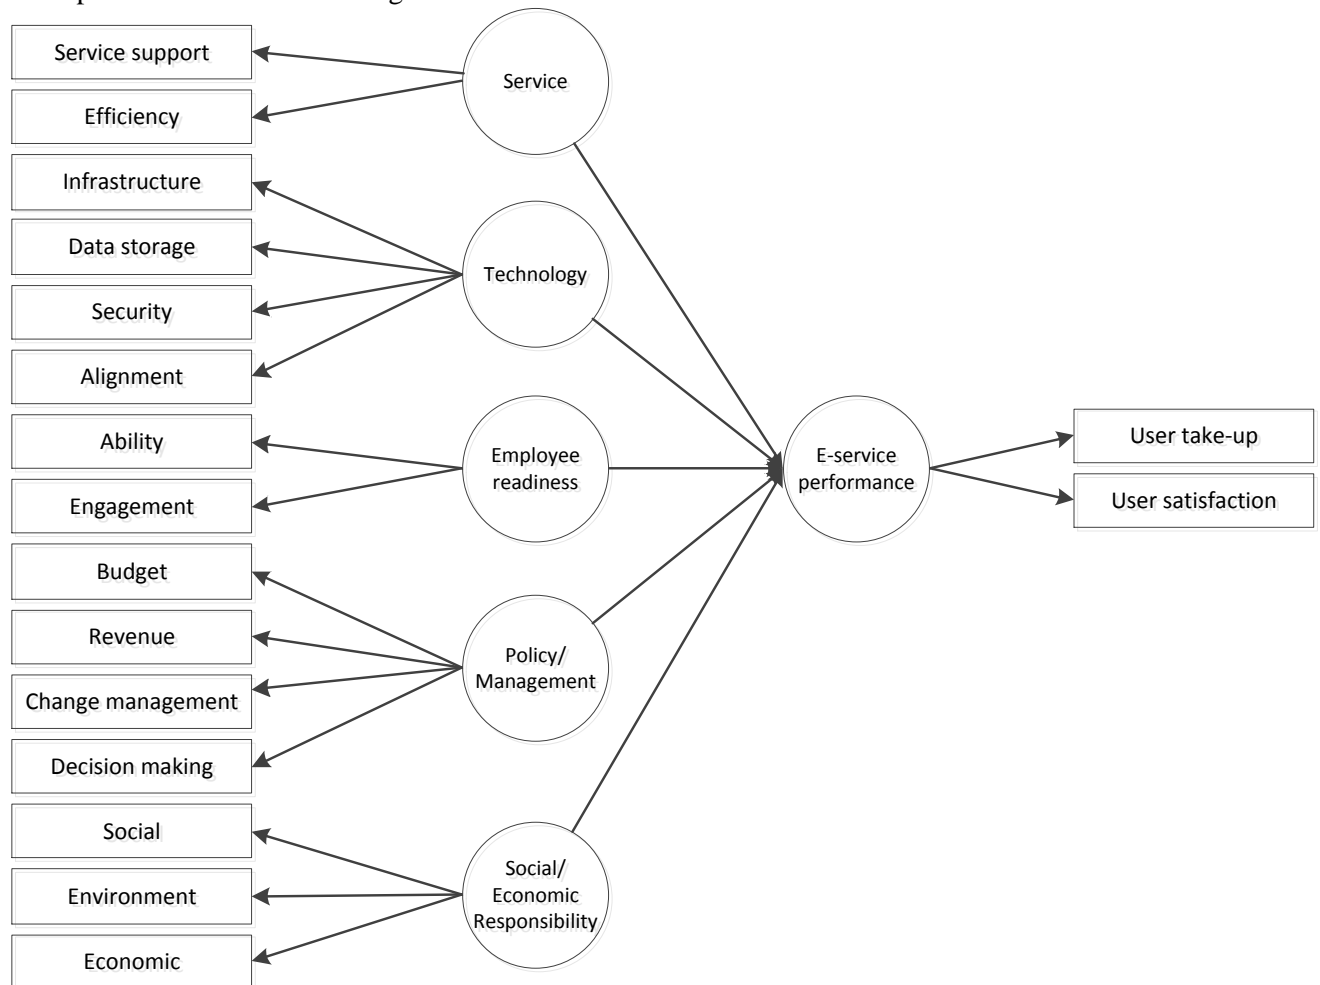 Service support
Efficiency
Infrastructure
Data storage
Security
Alignment
Ability
Engagement
Budget
Revenue
Change management
Decision making
Social
Environment
Economic
Service
Technology
Employee
readiness
Policy/
Management
Social/
Economic
Responsibility
E-service
performance
User take-up
User satisfaction